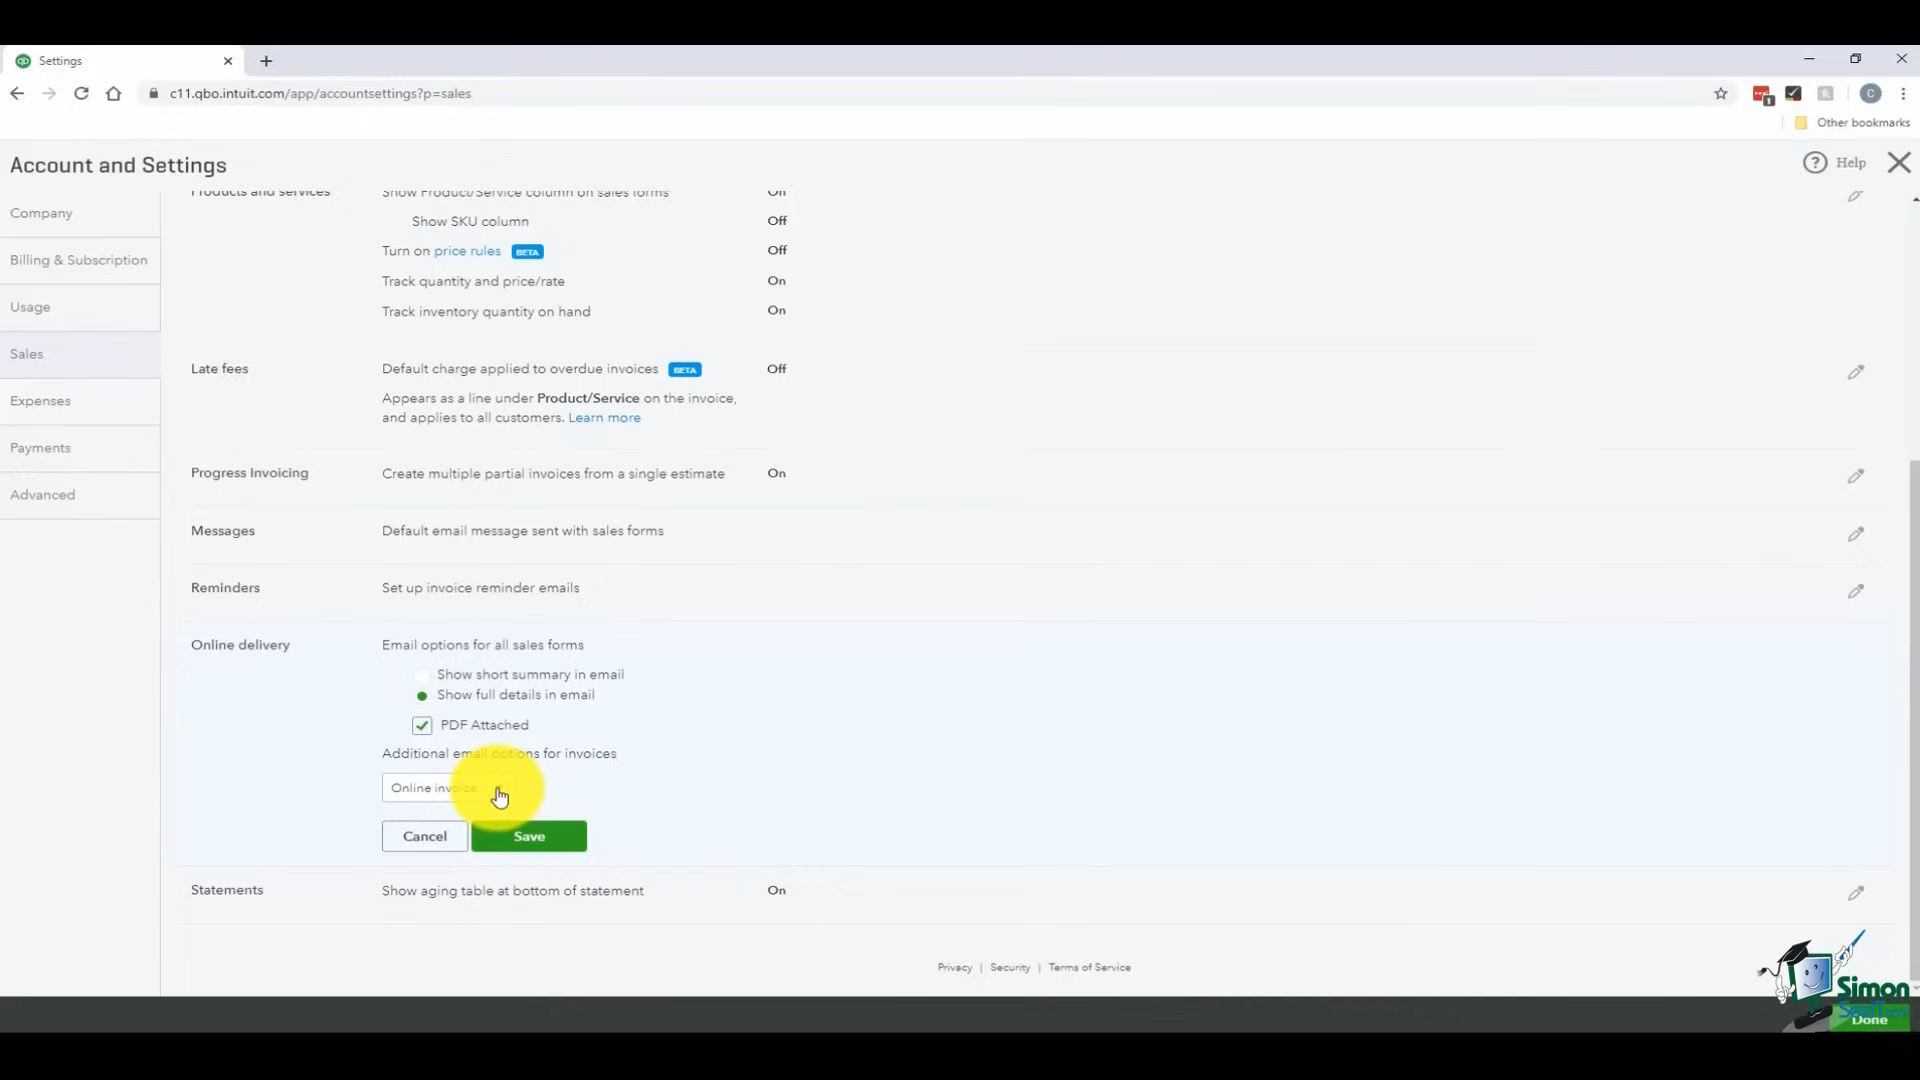 Settings
c11.qbo.intuit.com/app/accountsettings?p=sales
1
C
Other bookmarks
Account and Settings
? Help
Company
Billing & Subscription
Usage
Sales
Expenses
Payments
Advanced
Products and services Show Product/Service column on sales forms On
Show SKU column Off
Turn on price rules BETA Off
Track quantity and price/rate On
Track inventory quantity on hand On
Late fees Default charge applied to overdue invoices BETA Off
Appears as a line under Product/Service on the invoice,
and applies to all customers. Learn more
Progress Invoicing Create multiple partial invoices from a single estimate On
Messages Default email message sent with sales forms
Reminders Set up invoice reminder emails
Online delivery Email options for all sales forms
Show short summary in email
Show full details in email
PDF Attached
Additional email options for invoices
Online invoice
Cancel Save
Statements Show aging table at bottom of statement On
Privacy | Security | Terms of Service
Simon
Done